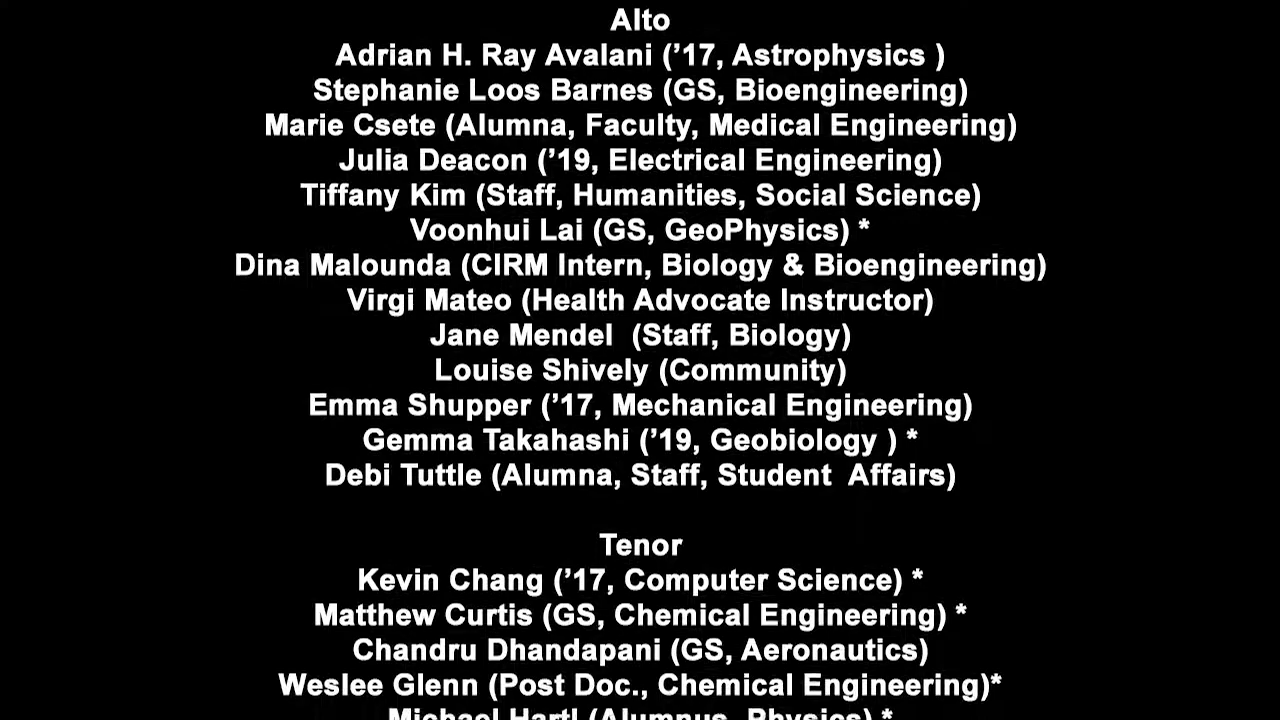 Alto
Adrian H. Ray Avalani (’17, Astrophysics )
Stephanie Loos Barnes (GS, Bioengineering)
Marie Csete (Alumna, Faculty, Medical Engineering)
Julia Deacon (’19, Electrical Engineering)
Tiffany Kim (Staff, Humanities, Social Science)
Voonhui Lai (GS, GeoPhysics) *
Dina Malounda (CIRM Intern, Biology & Bioengineering)
Virgi Mateo (Health Advocate Instructor)
Jane Mendel  (Staff, Biology)
Louise Shively (Community)
Emma Shupper (’17, Mechanical Engineering)
Gemma Takahashi (’19, Geobiology ) *
Debi Tuttle (Alumna, Staff, Student  Affairs)
Tenor
Kevin Chang (’17, Computer Science) *
Matthew Curtis (GS, Chemical Engineering) *
Chandru Dhandapani (GS, Aeronautics)
Weslee Glenn (Post Doc., Chemical Engineering)*
Michael Hartl (Alumnus, Physics) *